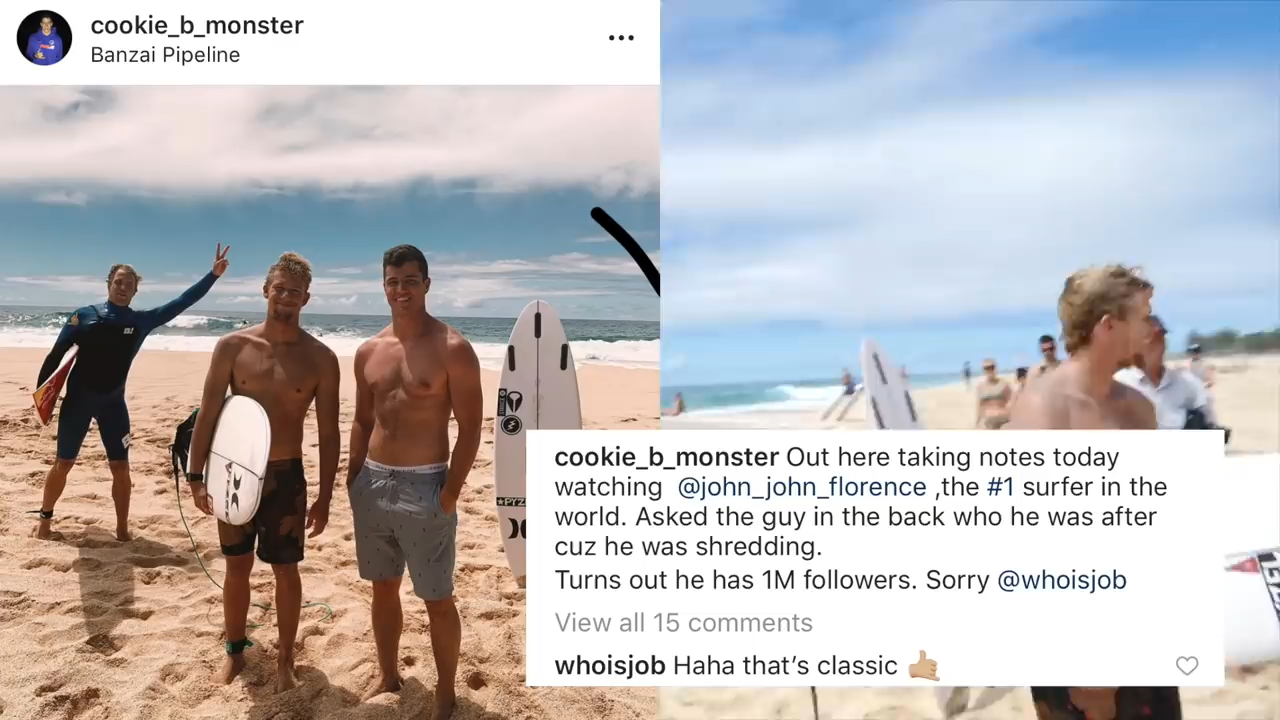 cookie_b_monster
Banzai Pipeline
PYZ
cookie_b_monster Out here taking notes today
watching @john_john_florence ,the #1 surfer in the
world. Asked the guy in the back who he was after
cuz he was shredding.
Turns out he has 1M followers. Sorry @whoisjob
View all 15 comments
whoisjob Haha that’s classic 🤙🏼